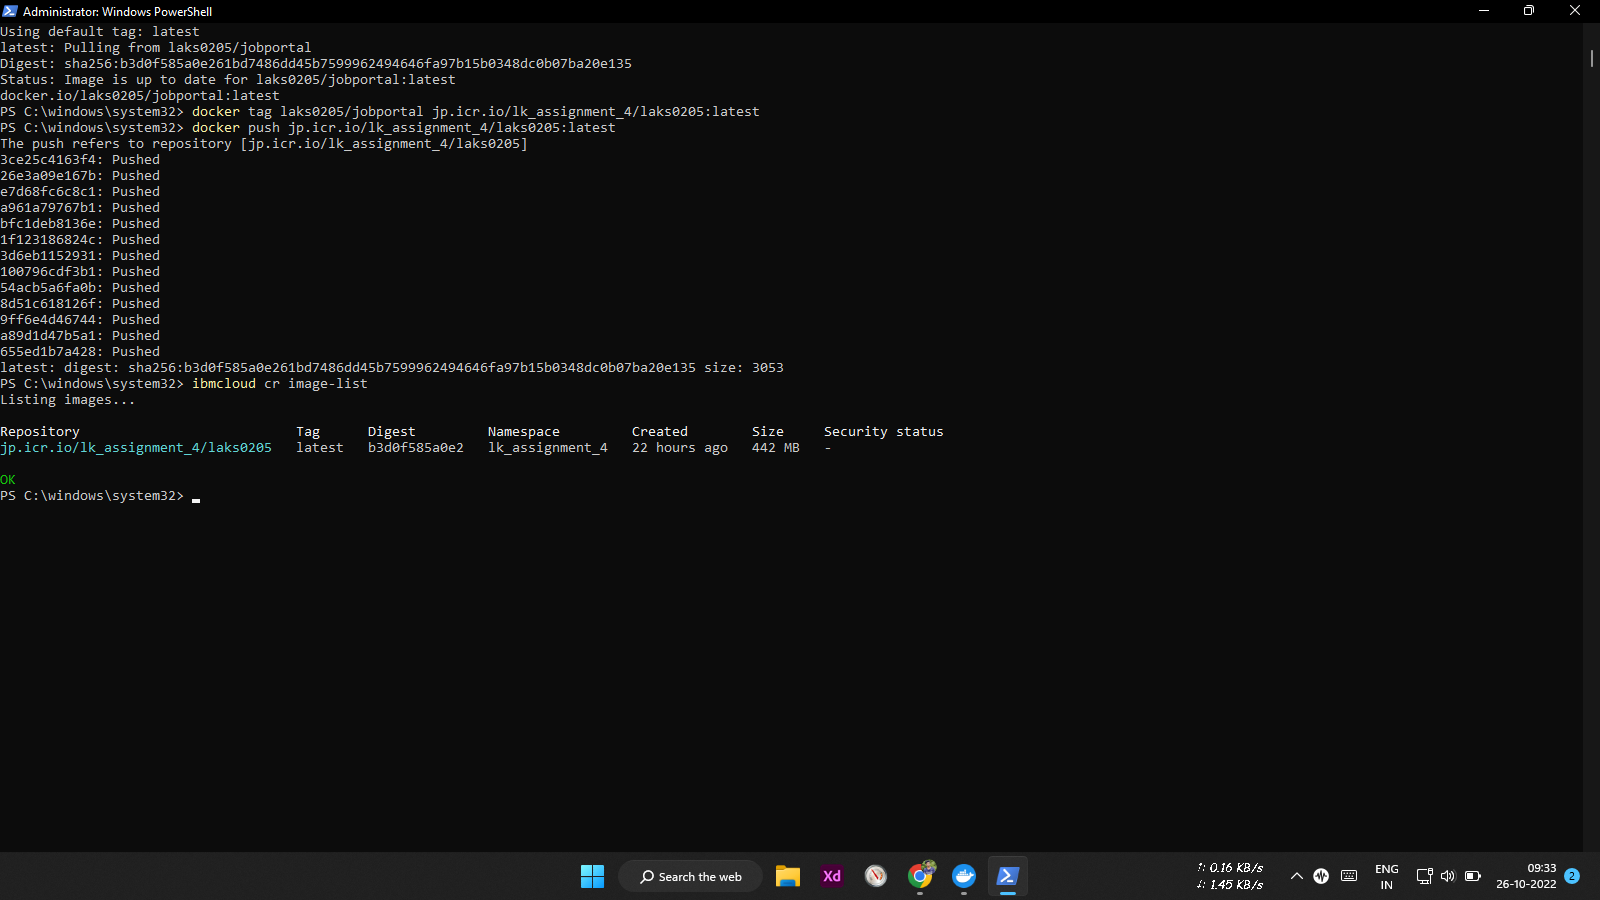 Administrator: Windows PowerShell
Using default tag: latest
latest: Pulling from laks0205/jobportal
Digest: sha256:b3d0f585a0e261bd7486dd45b7599962494646fa97b15b0348dc0b07ba20e135
Status: Image is up to date for laks0205/jobportal:latest
docker.io/laks0205/jobportal:latest
PS C:\windows\system32> docker tag laks0205/jobportal jp.icr.io/lk_assignment_4/laks0205:latest
PS C:\windows\system32> docker push jp.icr.io/lk_assignment_4/laks0205:latest
The push refers to repository [jp.icr.io/lk_assignment_4/laks0205]
3ce25c4163f4: Pushed
26e3a09e167b: Pushed
e7d68fc6c8c1: Pushed
a961a79767b1: Pushed
bfc1deb8136e: Pushed
1f123186824c: Pushed
3d6eb1152931: Pushed
100796cdf3b1: Pushed
54acb5a6fa0b: Pushed
8d51c618126f: Pushed
9ff6e4d46744: Pushed
a89d1d47b5a1: Pushed
655ed1b7a428: Pushed
latest: digest: sha256:b3d0f585a0e261bd7486dd45b7599962494646fa97b15b0348dc0b07ba20e135 size: 3053
PS C:\windows\system32> ibmcloud cr image-list
Listing images...
Repository Tag Digest Namespace Created Size Security status
jp.icr.io/lk_assignment_4/laks0205 latest b3d0f585a0e2 lk_assignment_4 22 hours ago 442 MB -
OK
PS C:\windows\system32>
Search the web
Xd
↑: 0.16 KB/s
↓: 1.45 KB/s
ENG
IN
09:33
26-10-2022
2